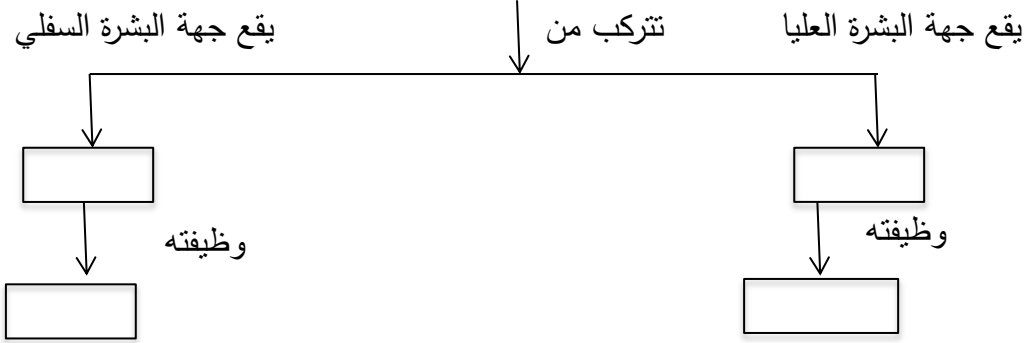 يقع جهة البشرة العليا
تتركب من
يقع جهة البشرة السفلي
وظيفته
وظيفته